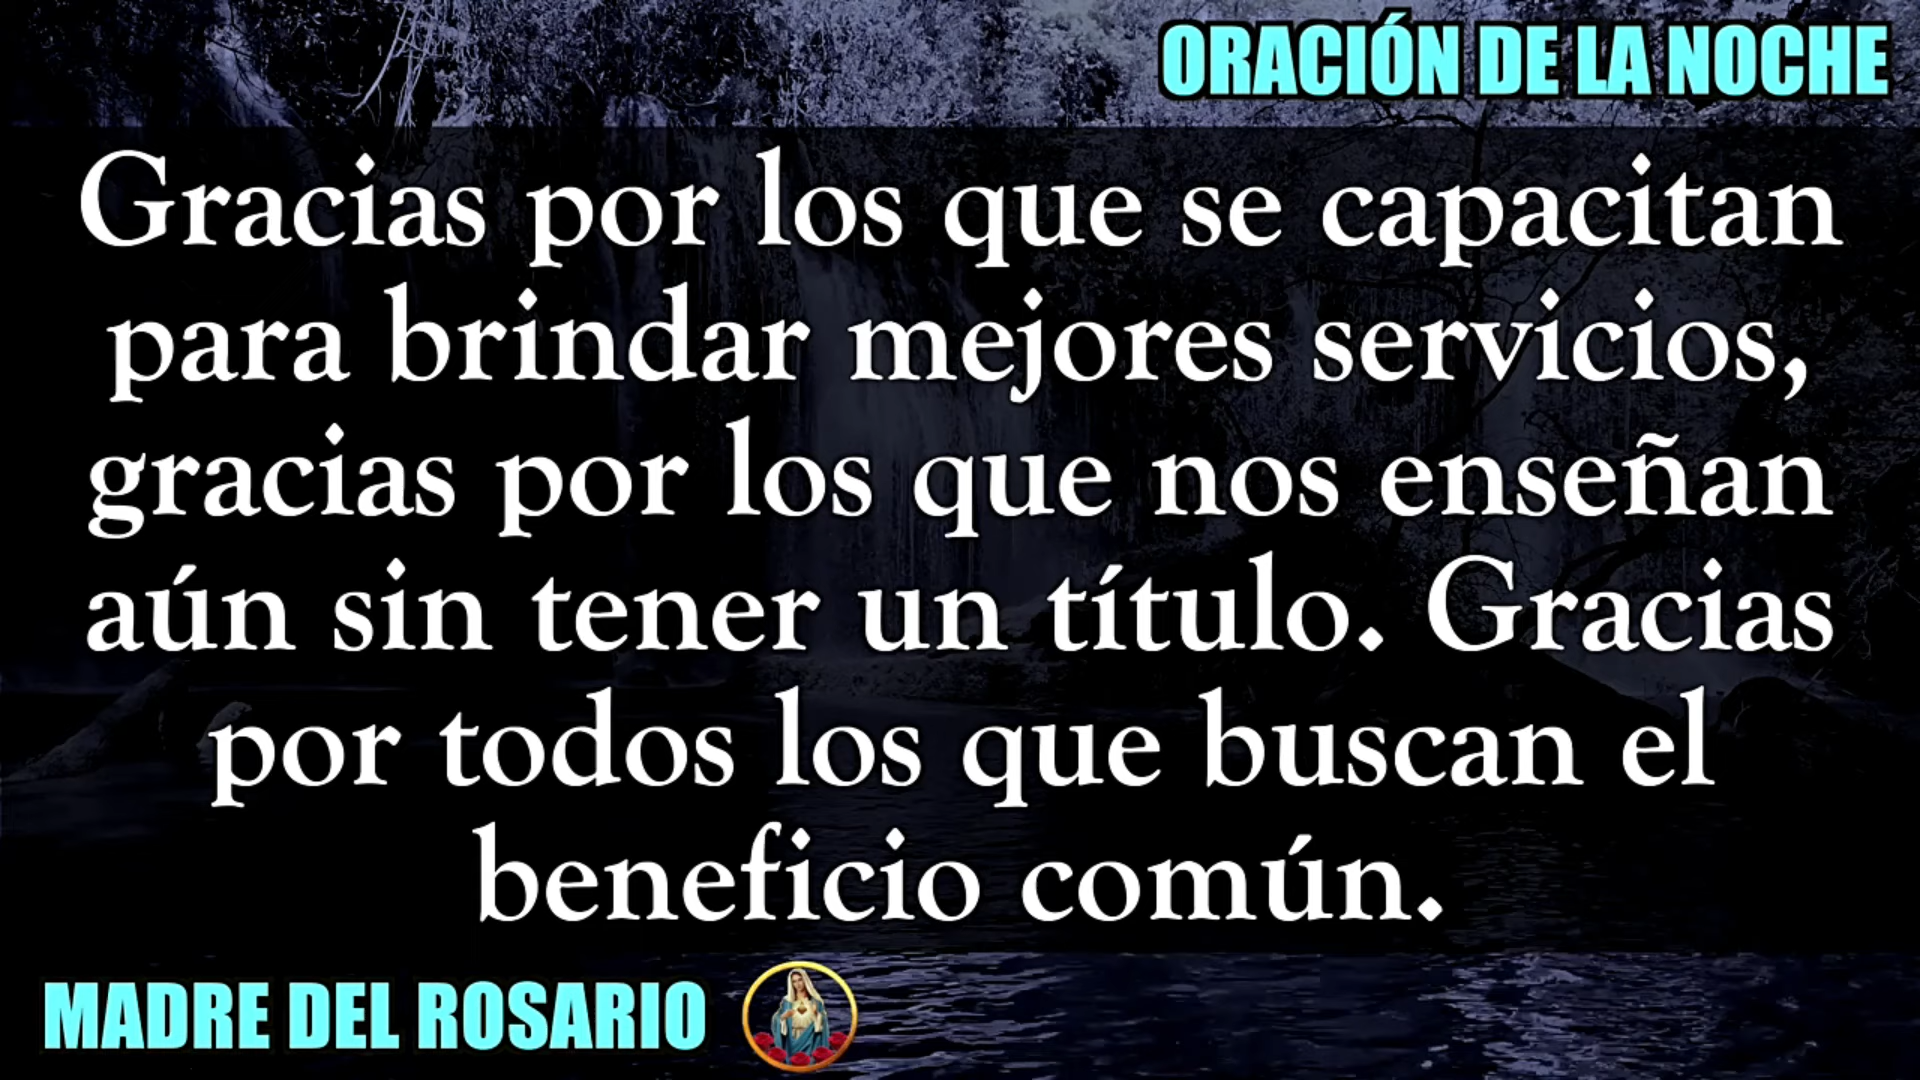 ORACIÓN DE LA NOCHE
Gracias por los que se capacitan
para brindar mejores servicios,
gracias por los que nos enseñan
aún sin tener un título. Gracias
por todos los que buscan el
beneficio común.
MADRE DEL ROSARIO